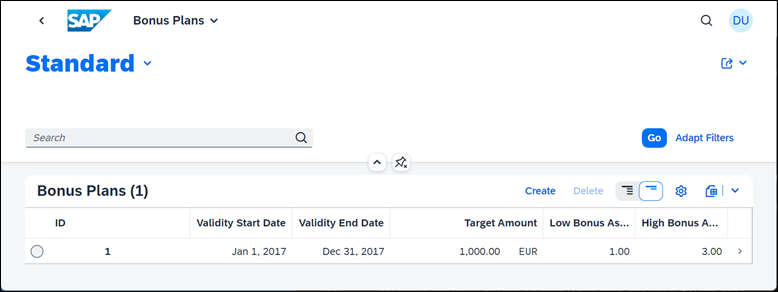 SAP Bonus Plans DU
Standard
Search Go Adapt Filters
Bonus Plans (1) Create Delete
ID Validity Start Date Validity End Date Target Amount Low Bonus As... High Bonus A...
1 Jan 1, 2017 Dec 31, 2017 1,000.00 EUR 1.00 3.00